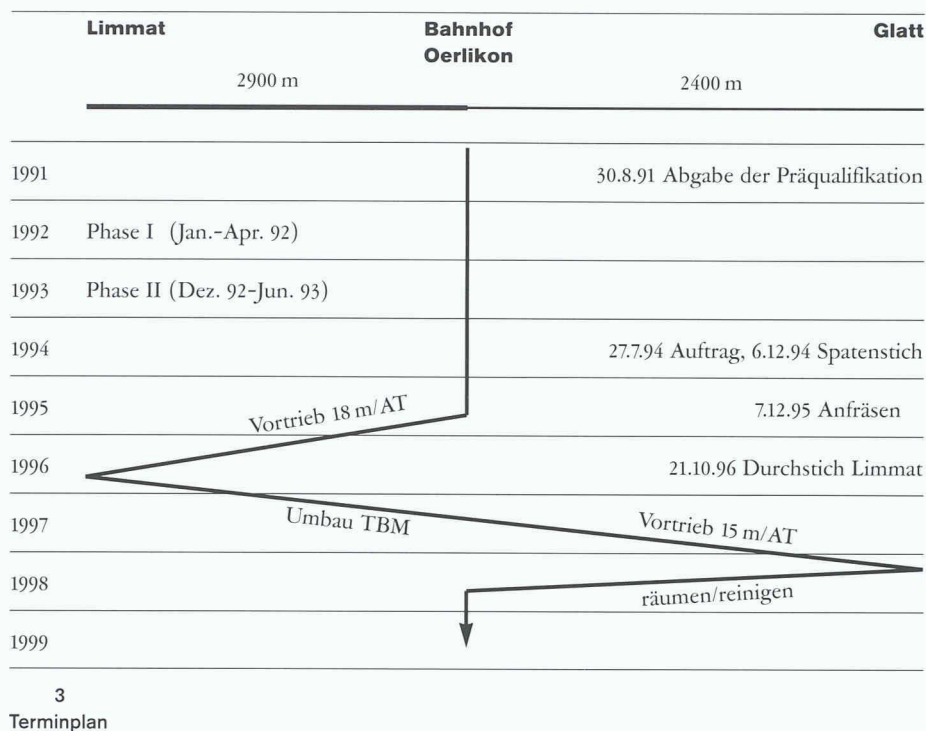 Limmat Bahnhof Oerlikon Glatt
2900 m 2400 m
1991 30.8.91 Abgabe der Präqualifikation
1992 Phase I (Jan.-Apr. 92)
1993 Phase II (Dez. 92-Jun. 93)
1994 27.7.94 Auftrag, 6.12.94 Spatenstich
1995 Vortrieb 18 m/AT 7.12.95 Anfräsen
1996 21.10.96 Durchstich Limmat
1997 Umbau TBM Vortrieb 15 m/AT
1998 räumen/reinigen
1999
3
Terminplan